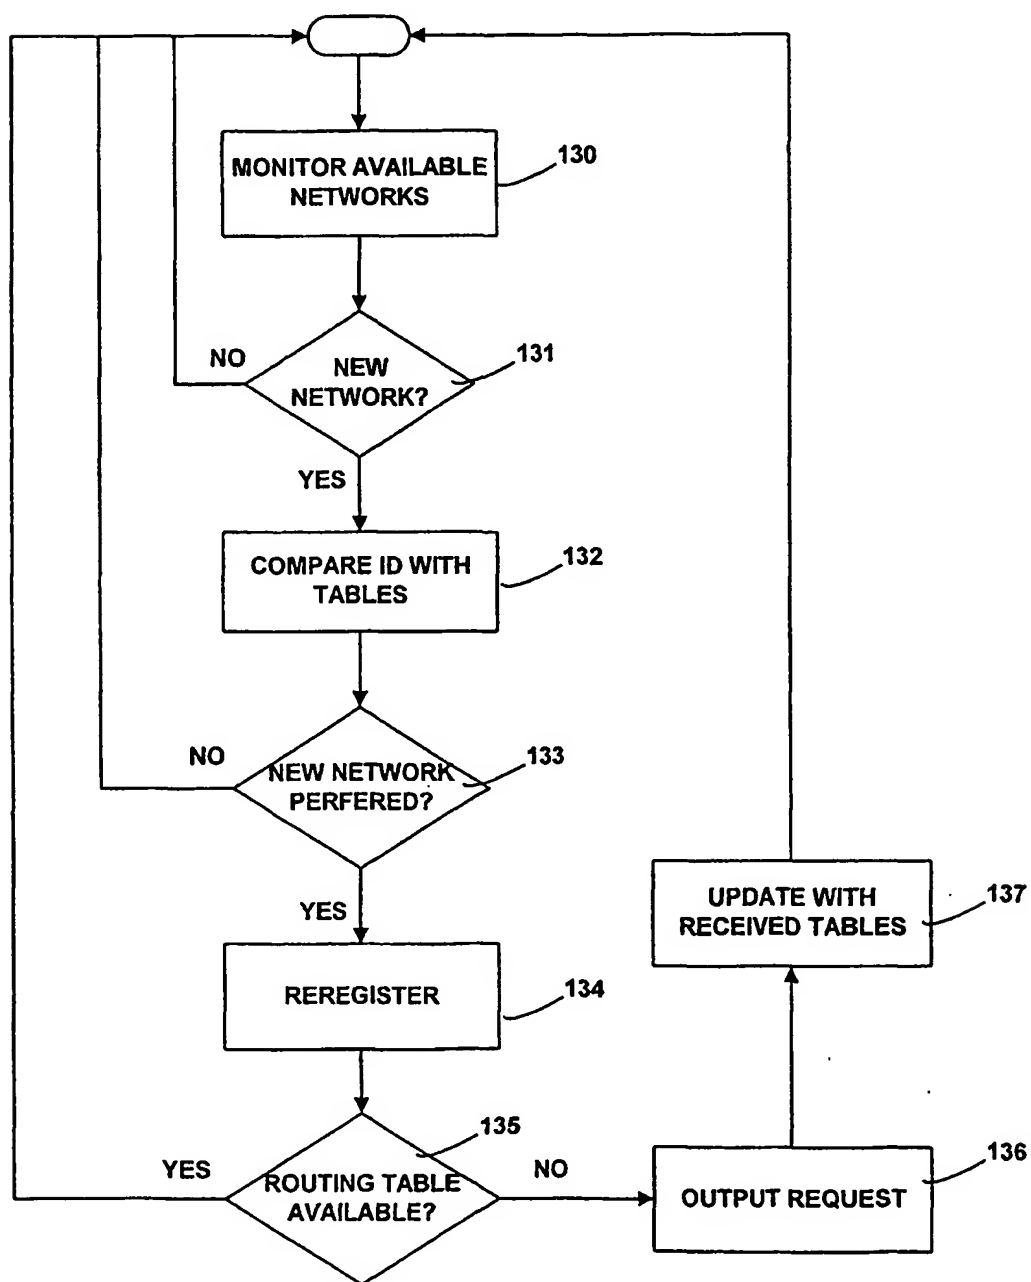 MONITOR AVAILABLE
NETWORKS
130
NO
NEW
NETWORK?
131
YES
COMPARE ID WITH
TABLES
132
NO
NEW NETWORK
PERFERED?
133
YES
UPDATE WITH
RECEIVED TABLES
137
REREGISTER
134
YES
ROUTING TABLE
AVAILABLE?
135
NO
OUTPUT REQUEST
136